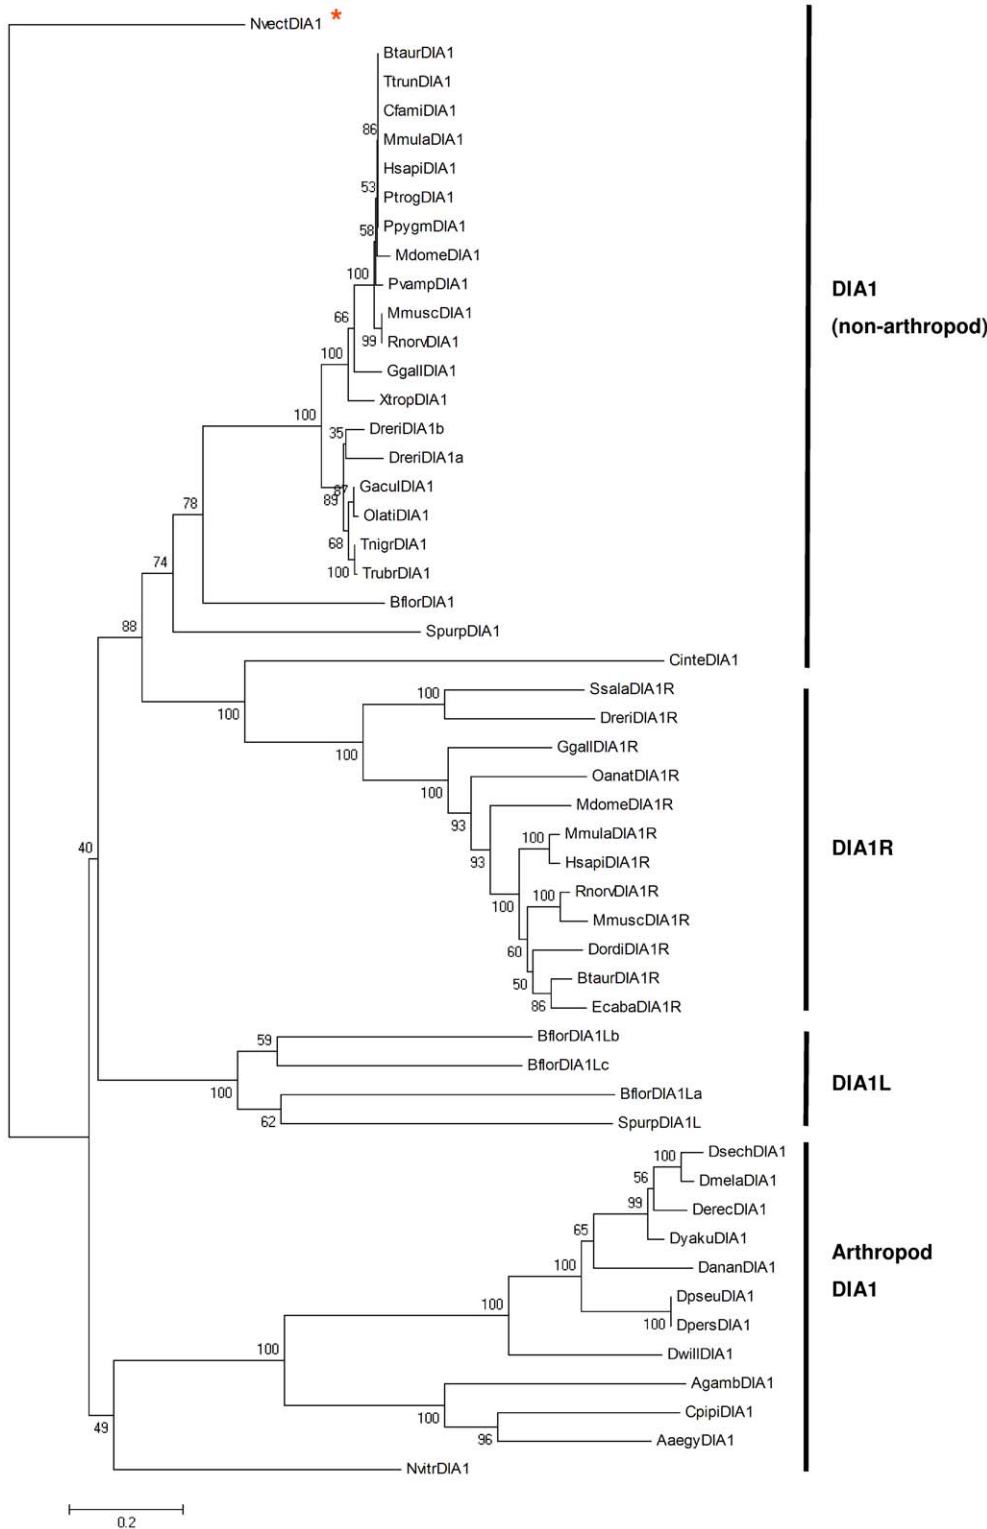 NvectDIA1 *
BtaurDIA1
TtrunDIA1
CfamiDIA1
86
MmulaDIA1
HsapiDIA1
53
PtrogDIA1
58
PpygmDIA1
MdomeDIA1
100
PvampDIA1
66
MmuscDIA1
99
RnorvDIA1
100
GgallDIA1
XtropDIA1
100
35
DreriDIA1b
DreriDIA1a
87
GaculDIA1
89
OlatiDIA1
68
TnigrDIA1
100
TrubrDIA1
78
74
BflorDIA1
88
SpurpDIA1
CinteDIA1
DIA1
(non-arthropod)
100
100
SsalaDIA1R
DreriDIA1R
100
GgallDIA1R
100
OanatDIA1R
93
MdomeDIA1R
93
100
MmulaDIA1R
HsapiDIA1R
100
100
RnorvDIA1R
MmuscDIA1R
60
DordiDIA1R
50
BtaurDIA1R
86
EcabaDIA1R
DIA1R
40
59
BflorDIA1Lb
BflorDIA1Lc
100
BflorDIA1La
62
SpurpDIA1L
DIA1L
100
DsechDIA1
56
DmelaDIA1
99
DerecDIA1
65
DyakuDIA1
100
DananDIA1
100
DpseuDIA1
100
DpersDIA1
DwillDIA1
100
AgambDIA1
100
CpipiDIA1
96
AaegyDIA1
49
NvitrDIA1
Arthropod
DIA1
0.2